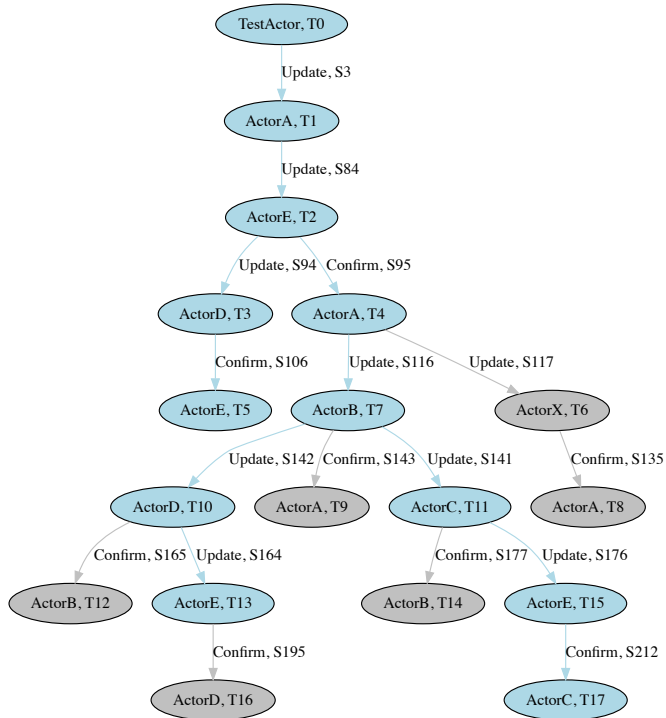 TestActor, T0
Update, S3
ActorA, T1
Update, S84
ActorE, T2
Update, S94
Confirm, S95
ActorD, T3
ActorA, T4
Confirm, S106
Update, S116
Update, S117
ActorE, T5
ActorB, T7
ActorX, T6
Update, S142
Confirm, S143
Update, S141
Confirm, S135
ActorD, T10
ActorA, T9
ActorC, T11
ActorA, T8
Confirm, S165
Update, S164
Confirm, S177
Update, S176
ActorB, T12
ActorE, T13
ActorB, T14
ActorE, T15
Confirm, S195
Confirm, S212
ActorD, T16
ActorC, T17